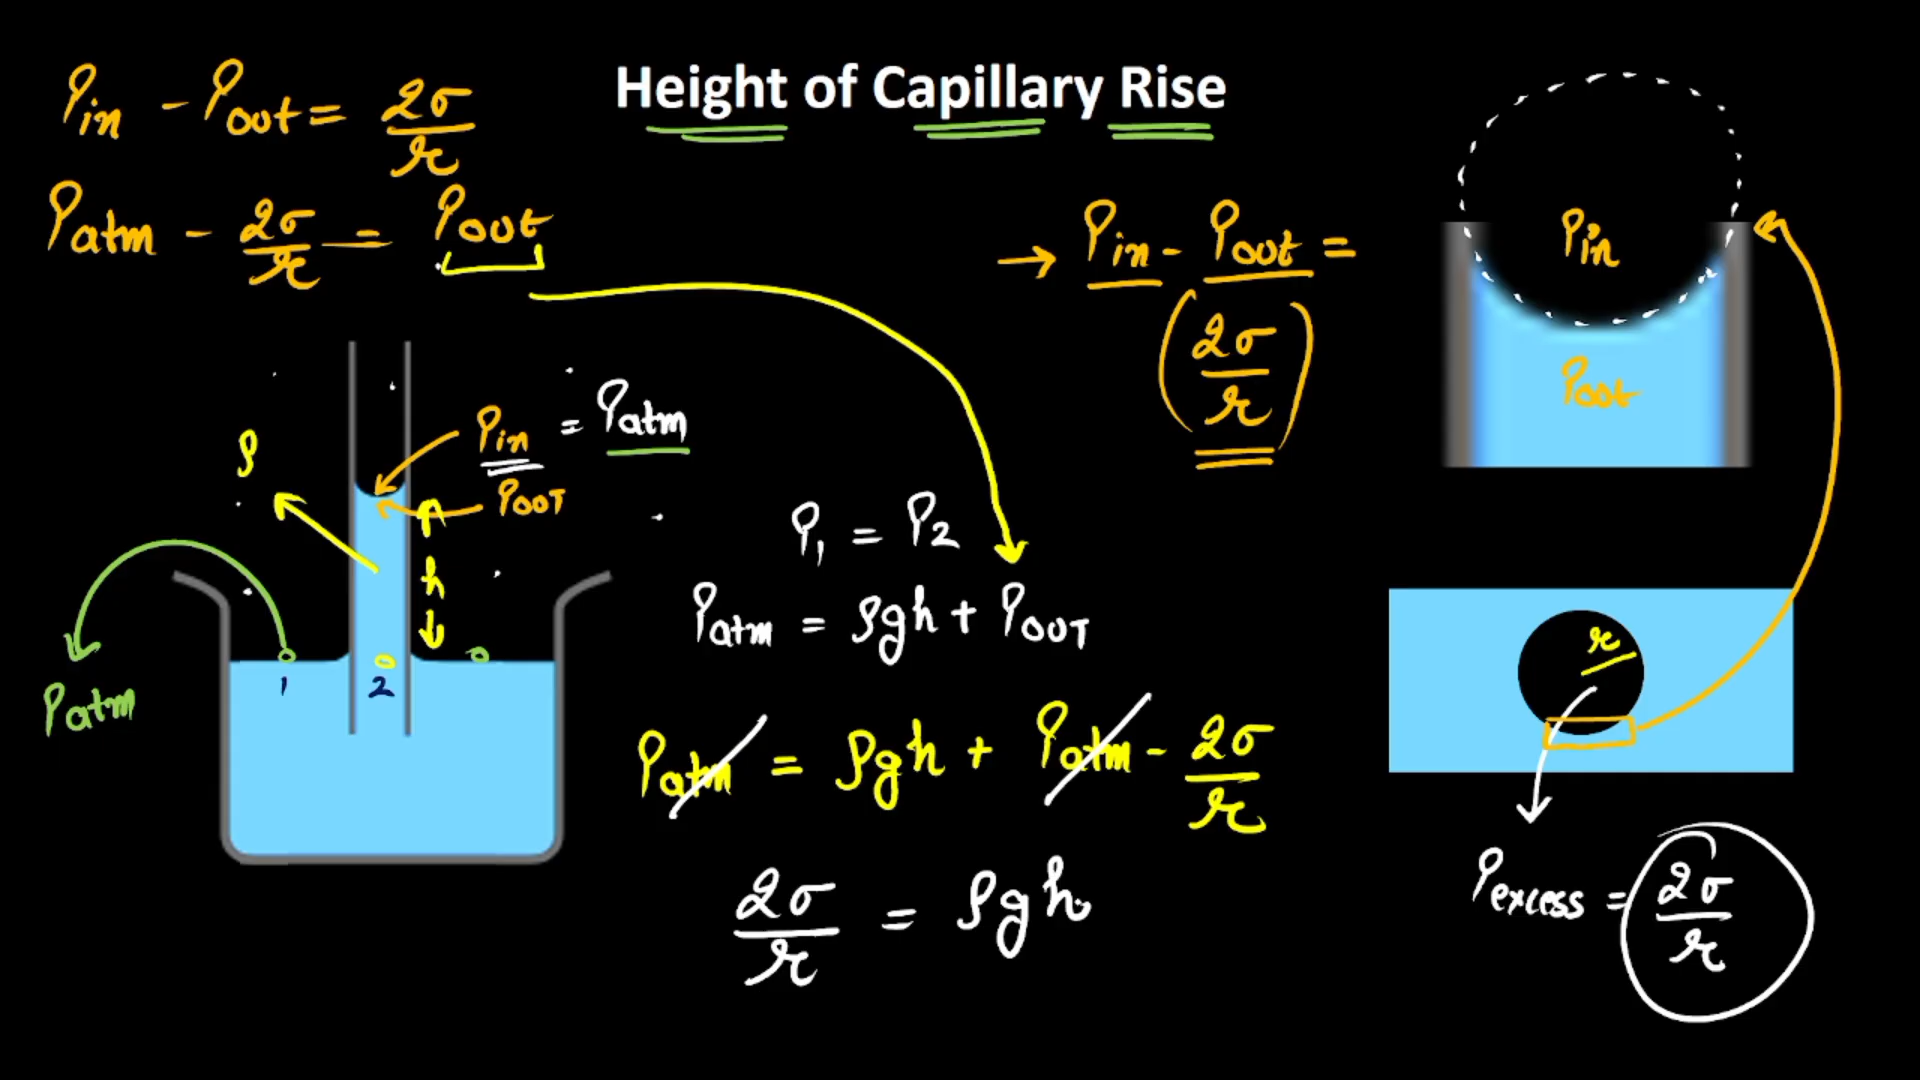 Height of Capillary Rise
Pin - Pout = 2σ/r
Patm - 2σ/r = Pout
→ Pin - Pout =
(2σ/r)
Pin
Pout
Pin = Patm
POUT
ρ
h
1
2
Patm
P1 = P2
Patm = ρgh + POUT
Patm = ρgh + Patm - 2σ/r
2σ/r = ρgh
r
Pexcess = 2σ/r